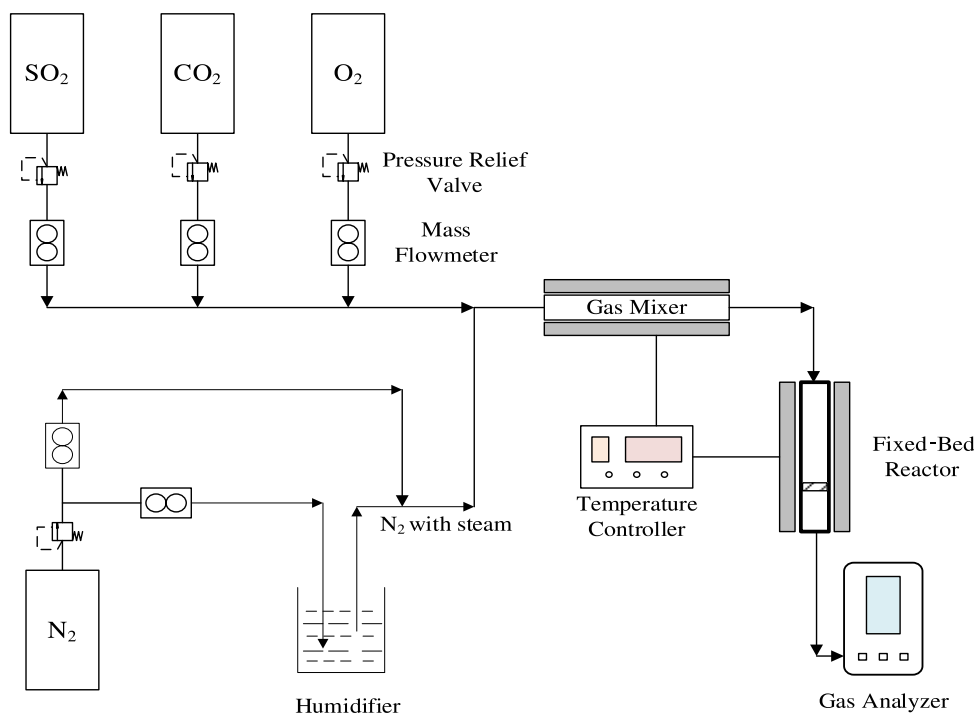 SO₂
CO₂
O₂
Pressure Relief
Valve
Mass
Flowmeter
Gas Mixer
Fixed-Bed
Reactor
Temperature
Controller
N₂ with steam
N₂
Humidifier
Gas Analyzer